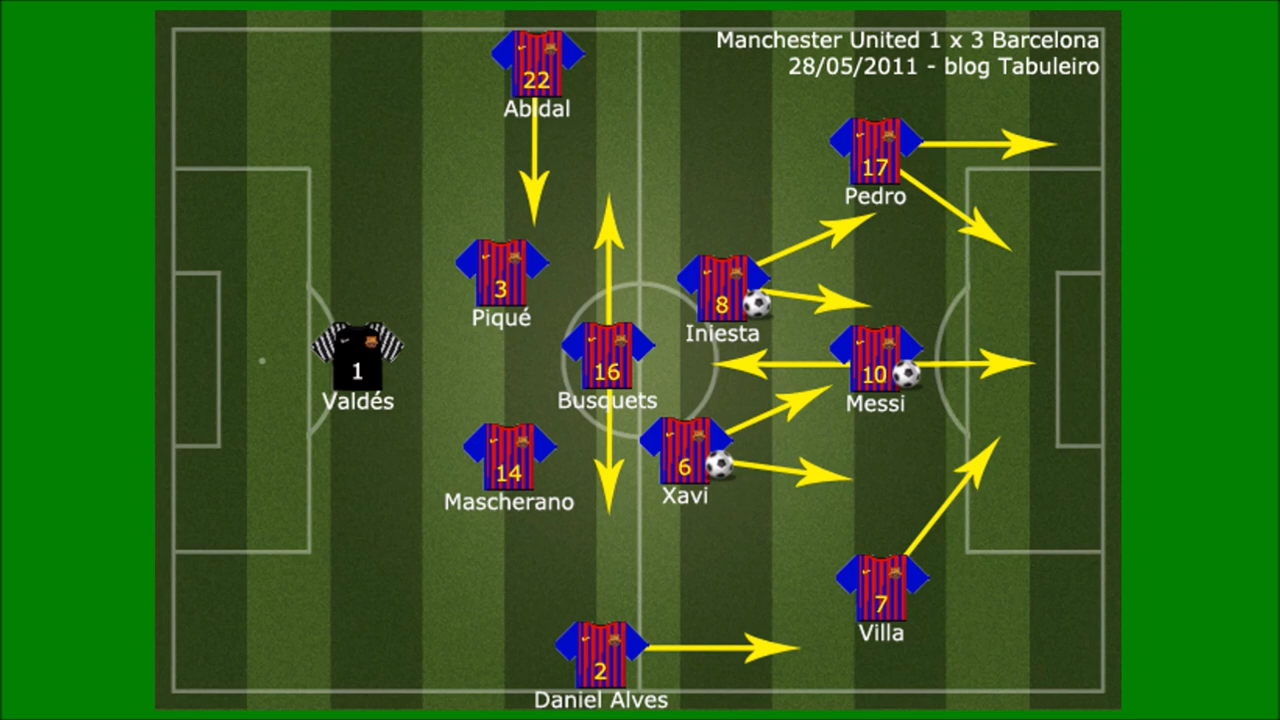 Manchester United 1 x 3 Barcelona
28/05/2011 - blog Tabuleiro
22
Abidal
17
Pedro
3
Piqué
8
Iniesta
1
Valdés
16
Busquets
10
Messi
14
Mascherano
6
Xavi
7
Villa
2
Daniel Alves